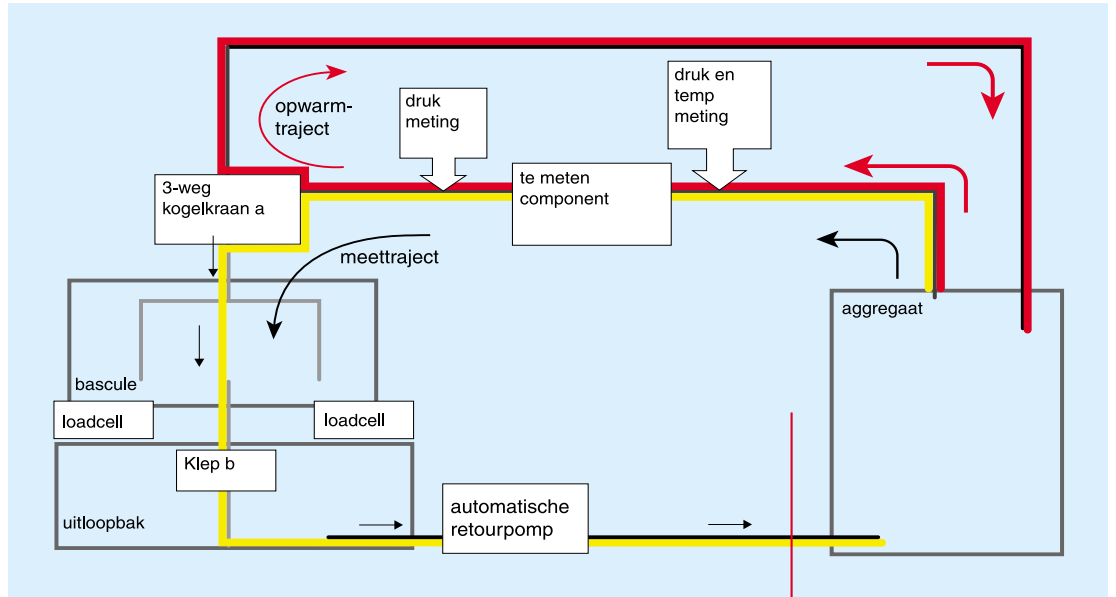 opwarm-
traject
druk
meting
druk en
temp
meting
3-weg
kogelkraan a
te meten
component
meettraject
aggregaat
bascule
loadcell
loadcell
Klep b
uitloopbak
automatische
retourpomp